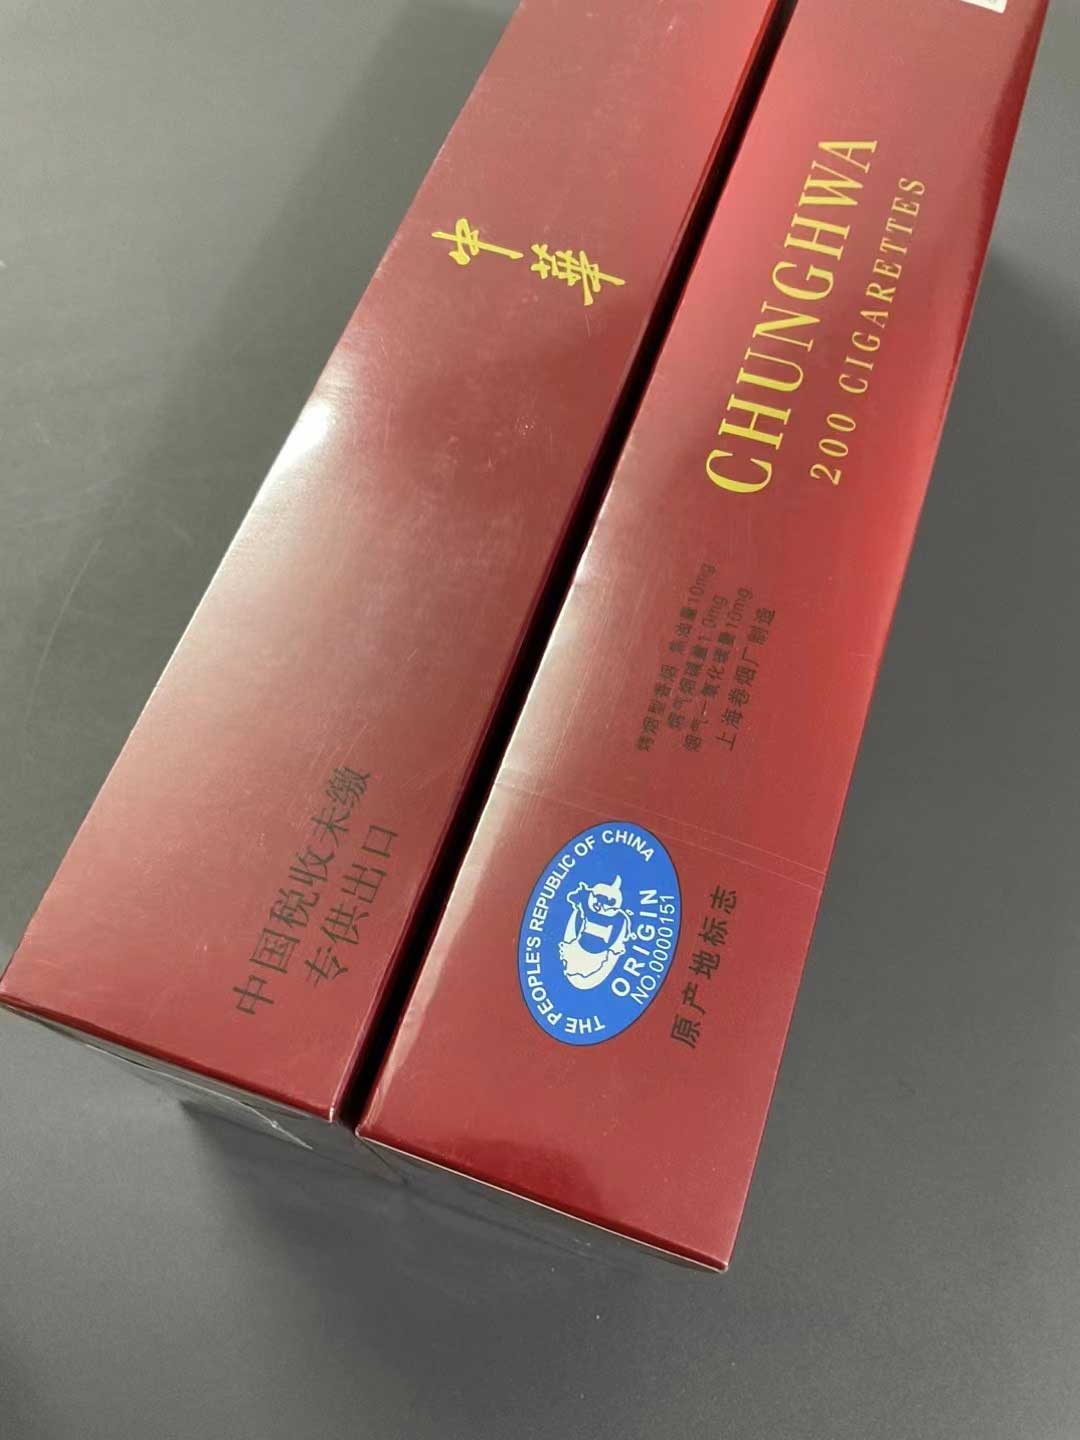 中華
中国税收未缴
专供出口
CHUNGHWA
200 CIGARETTES
烤烟型香烟 焦油量10mg
烟气烟碱量1.0mg
烟气一氧化碳量10mg
上海卷烟厂制造
THE PEOPLE'S REPUBLIC OF CHINA
CIO
ORIGIN
NO.0000151
原产地标志